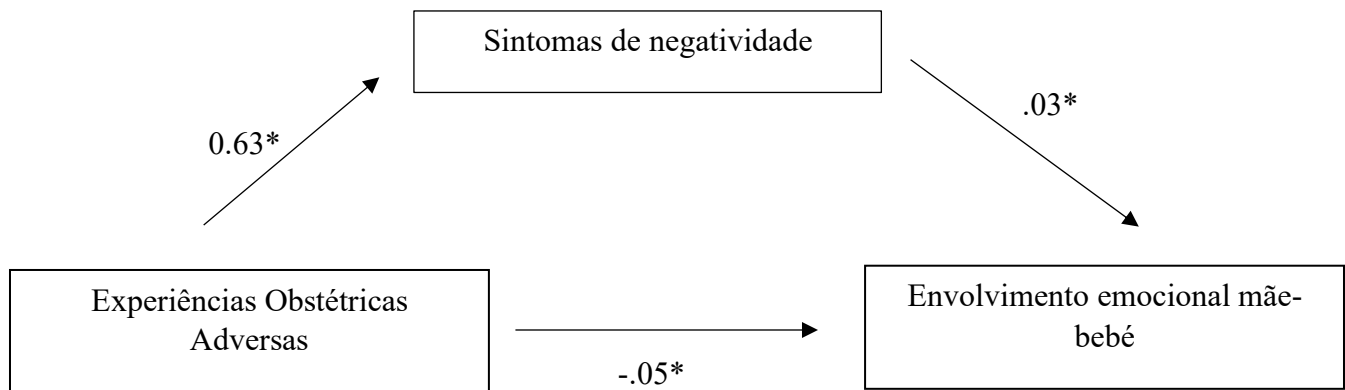 Sintomas de negatividade
0.63*
.03*
Experiências Obstétricas
Adversas
Envolvimento emocional mãe-
bebé
-.05*